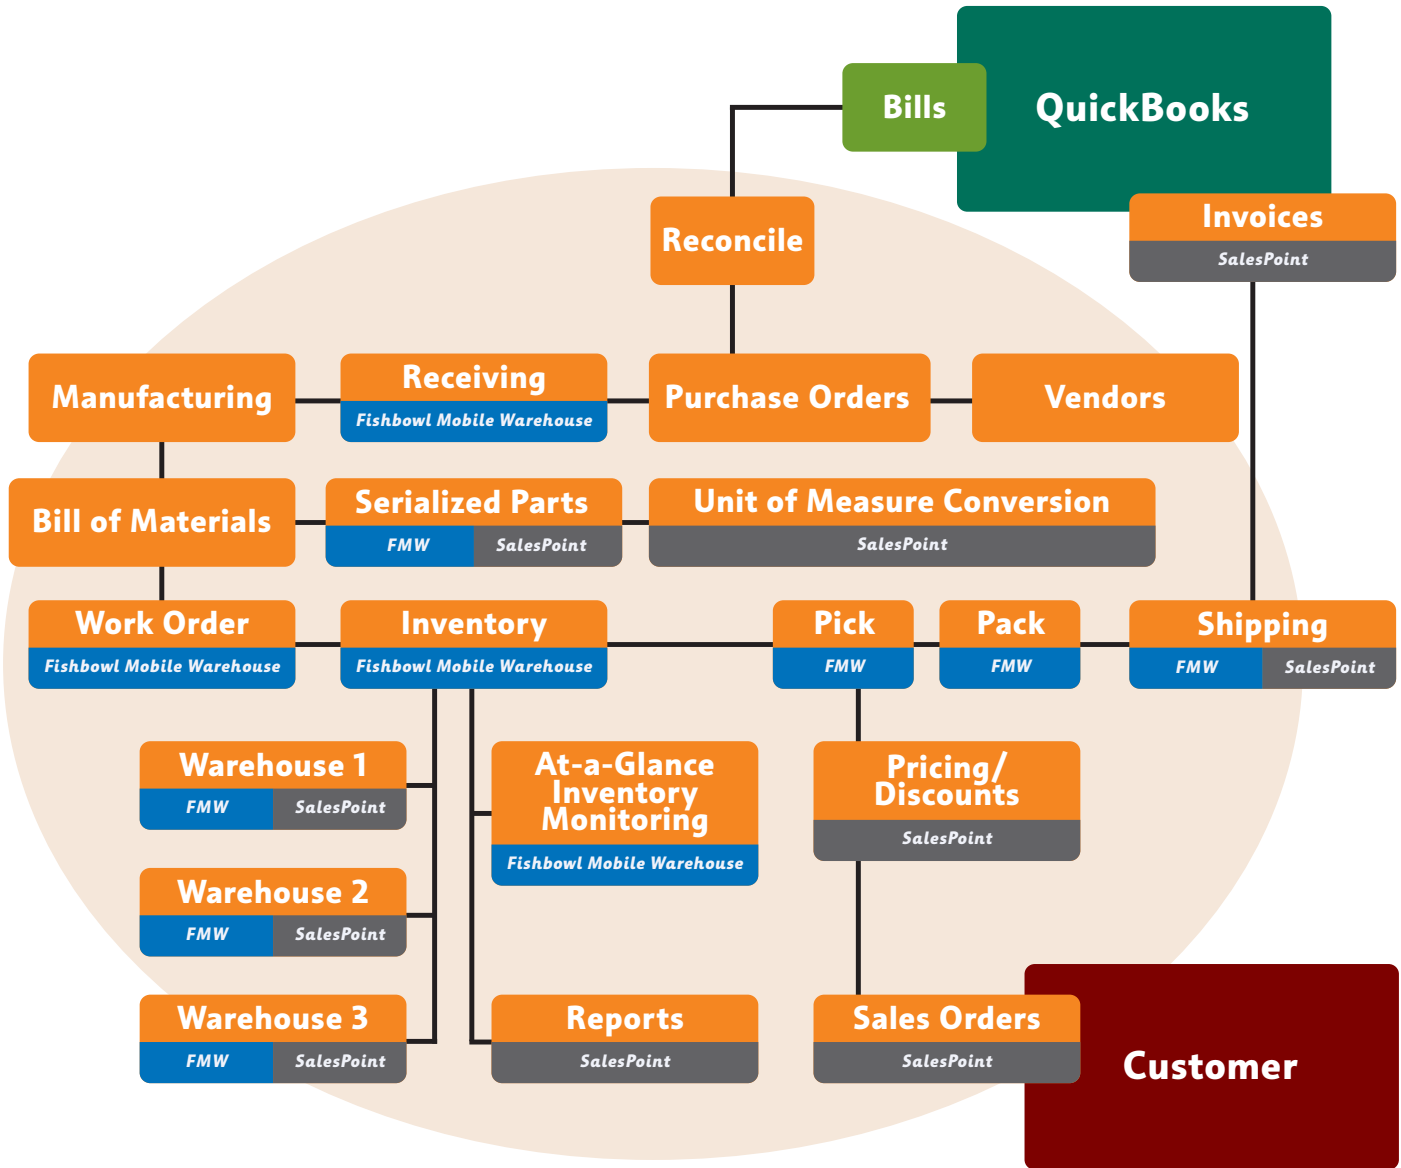 Bills
QuickBooks
Invoices
SalesPoint
Reconcile
Manufacturing
Receiving
Fishbowl Mobile Warehouse
Purchase Orders
Vendors
Bill of Materials
Serialized Parts
FMW
SalesPoint
Unit of Measure Conversion
SalesPoint
Work Order
Fishbowl Mobile Warehouse
Inventory
Fishbowl Mobile Warehouse
Pick
FMW
Pack
FMW
Shipping
FMW
SalesPoint
Warehouse 1
FMW
SalesPoint
At-a-Glance
Inventory
Monitoring
Fishbowl Mobile Warehouse
Pricing/
Discounts
SalesPoint
Warehouse 2
FMW
SalesPoint
Warehouse 3
FMW
SalesPoint
Reports
SalesPoint
Sales Orders
SalesPoint
Customer